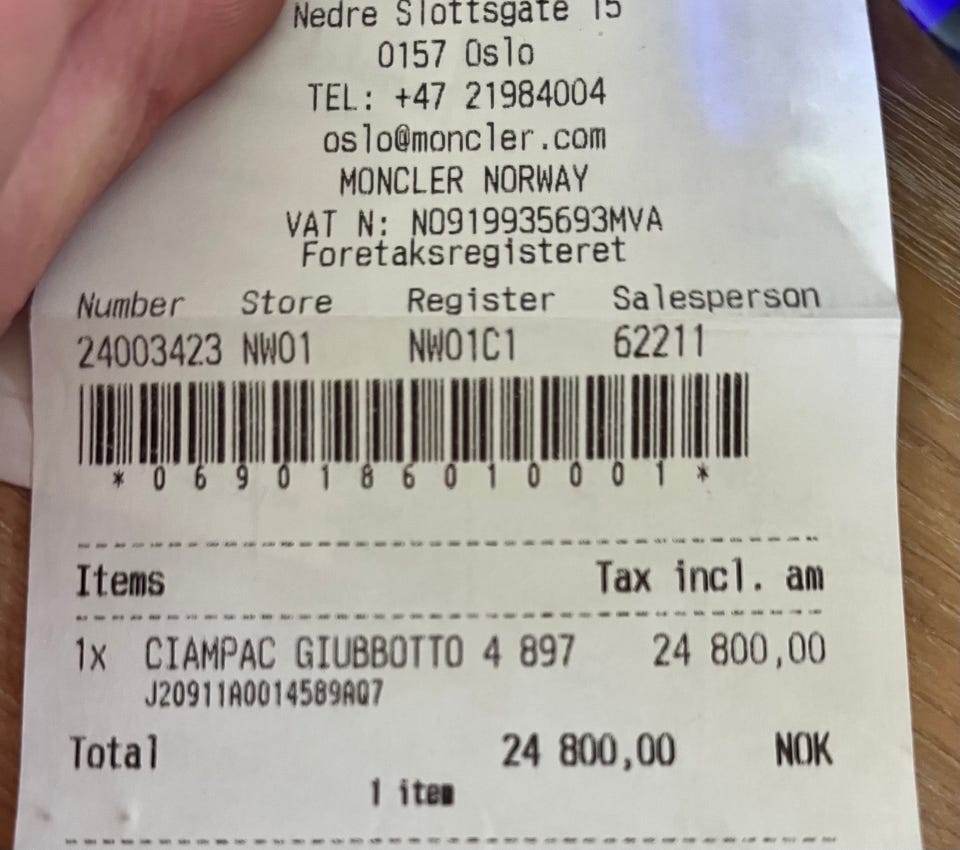 Nedre Slottsgate 15
0157 Oslo
TEL: +47 21984004
oslo@moncler.com
MONCLER NORWAY
VAT N: NO919935693MVA
Foretaksregisteret
Number Store Register Salesperson
24003423 NW01 NW01C1 62211
*0690186010001*
Items Tax incl. am
1x CIAMPAC GIUBBOTTO 4 897 24 800,00
J20911A0014589AQ7
Total 24 800,00 NOK
1 item